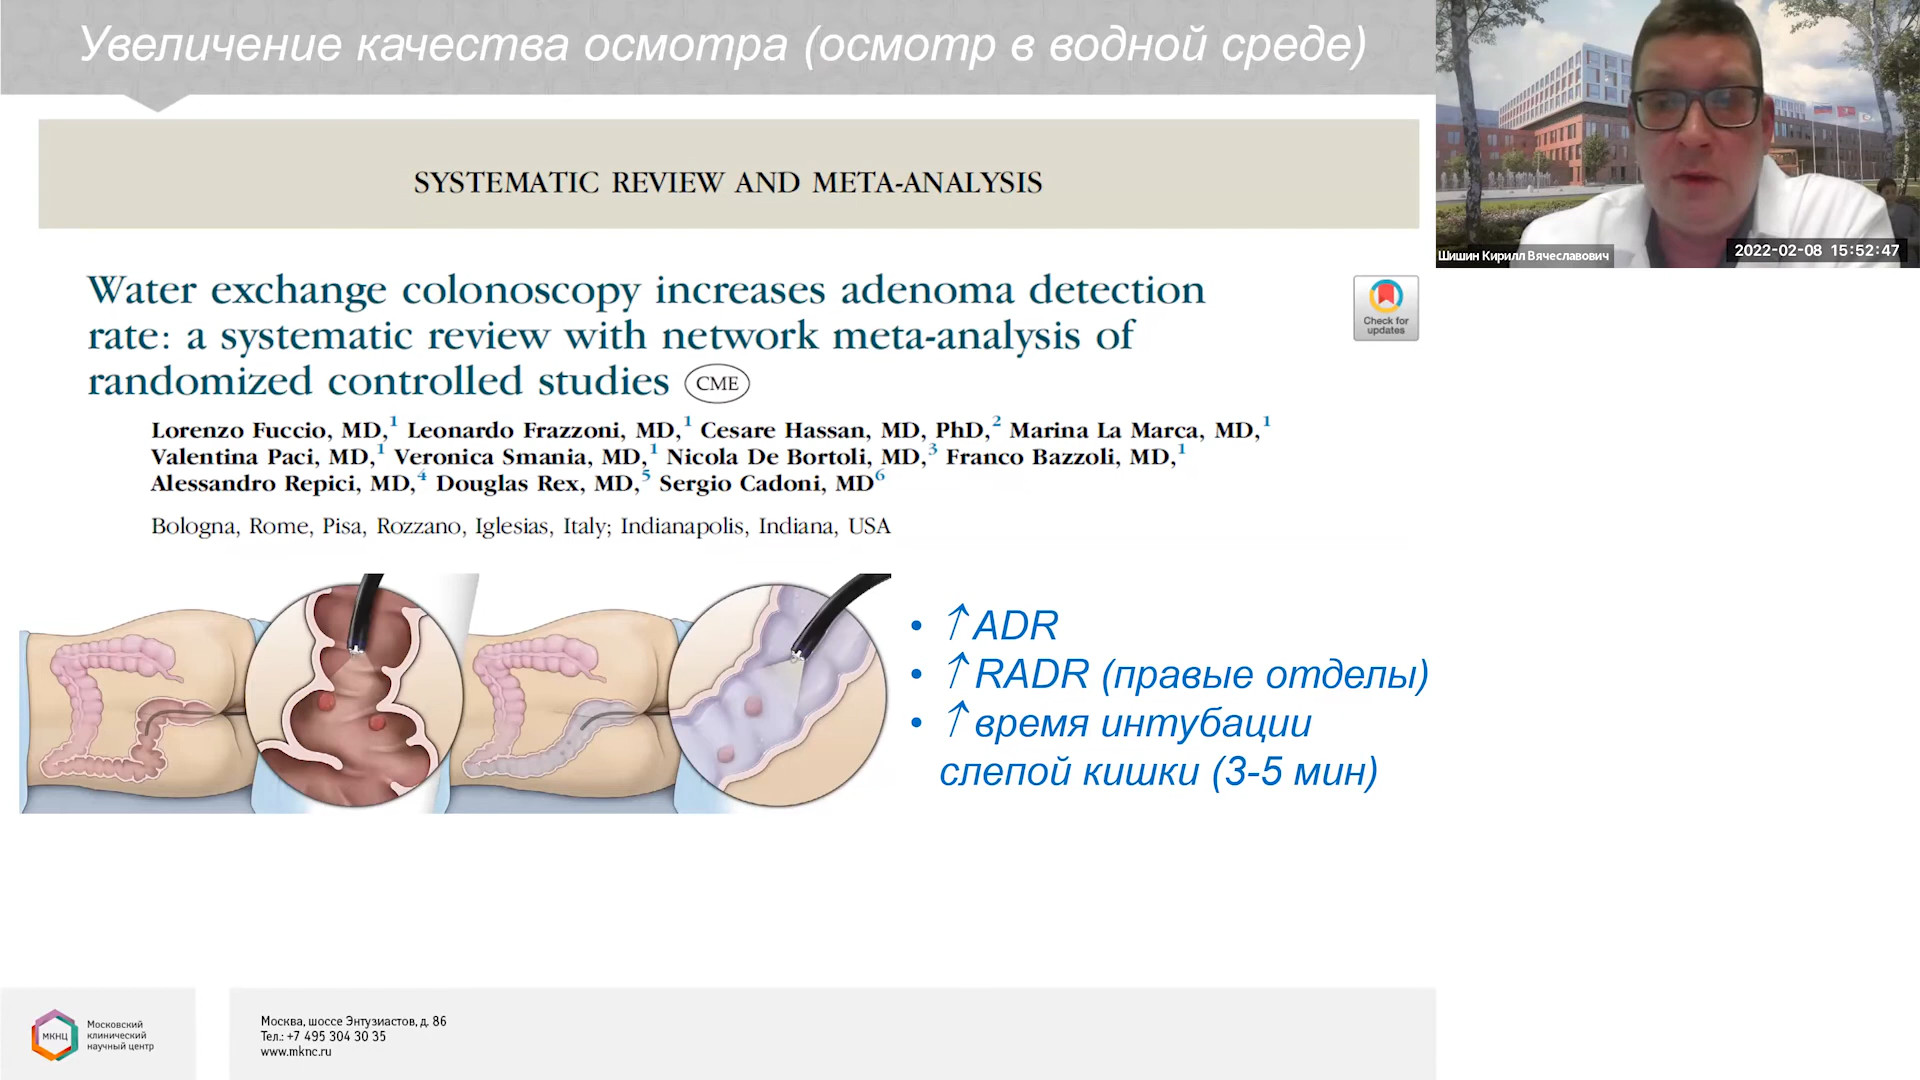 Увеличение качества осмотра (осмотр в водной среде)
SYSTEMATIC REVIEW AND META-ANALYSIS
Water exchange colonoscopy increases adenoma detection
rate: a systematic review with network meta-analysis of
randomized controlled studies CME
Check for
updates
Lorenzo Fuccio, MD,1 Leonardo Frazzoni, MD,1 Cesare Hassan, MD, PhD,2 Marina La Marca, MD,1
Valentina Paci, MD,1 Veronica Smania, MD,1 Nicola De Bortoli, MD,3 Franco Bazzoli, MD,1
Alessandro Repici, MD,4 Douglas Rex, MD,5 Sergio Cadoni, MD6
Bologna, Rome, Pisa, Rozzano, Iglesias, Italy; Indianapolis, Indiana, USA
• ↑ADR
• ↑RADR (правые отделы)
• ↑время интубации
слепой кишки (3-5 мин)
Шишин Кирилл Вячеславович
2022-02-08 15:52:47
МКНЦ
Московский
клинический
научный центр
Москва, шоссе Энтузиастов, д. 86
Тел.: +7 495 304 30 35
www.mknc.ru